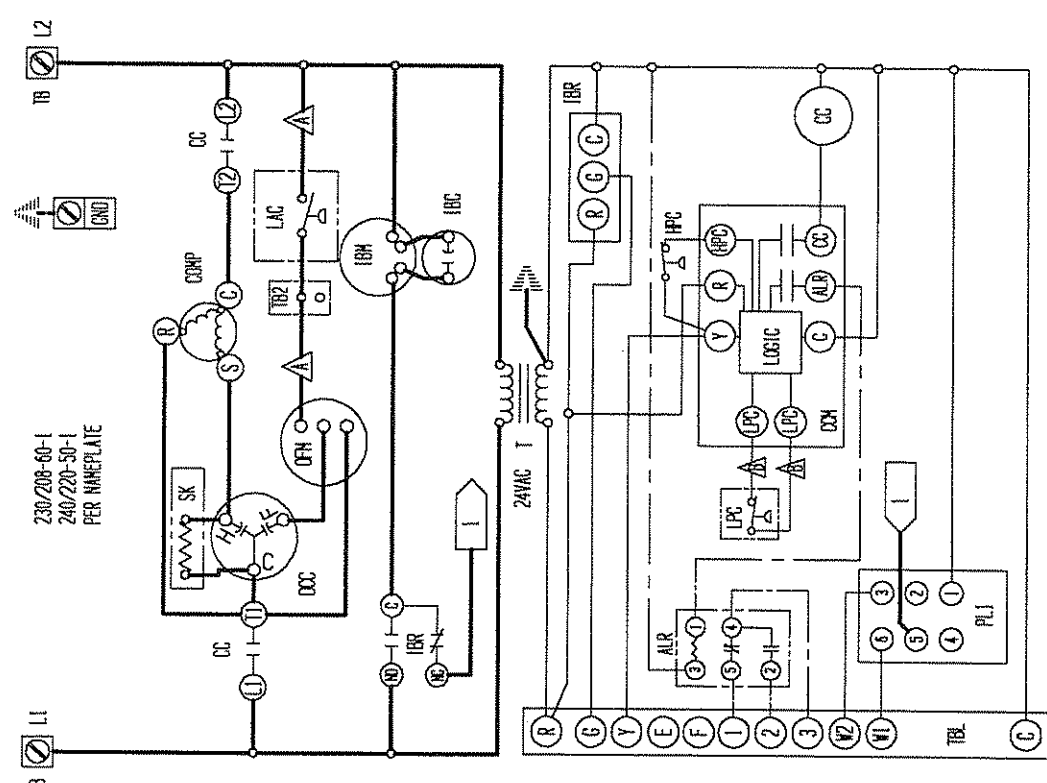 TB L2
L1
GND
230/208-60-1
240/220-50-1
PER NAMEPLATE
L2
CC
T2
COMP
R
C
S
A
LAC
TB2
A
OFM
SK
H
F
C
DCC
T1
CC
L1
IBM
IBC
C
IBR
NO
NC
1
24VAC T
IBR
R G C
HPC
CC
Y R HPC
LOGIC
C ALR CC
LPC LPC
CCM
B B
LPC
ALR
1 4
3 5 2
1
3 2 1
6 5 4
PL1
R
G
Y
E
F
1
2
3
W2
W1
TBL
C